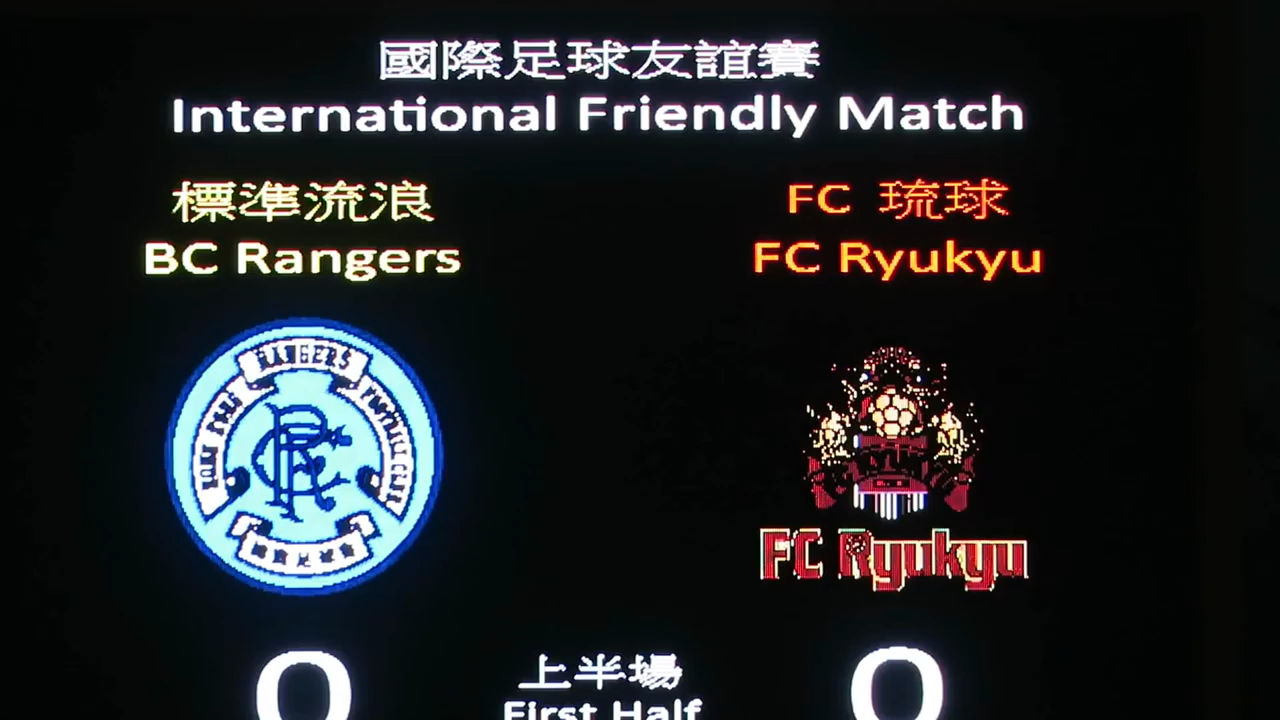 國際足球友誼賽
International Friendly Match
標準流浪
BC Rangers
FC 琉球
FC Ryukyu
RANGERS
FC Ryukyu
0
上半場
First Half
0